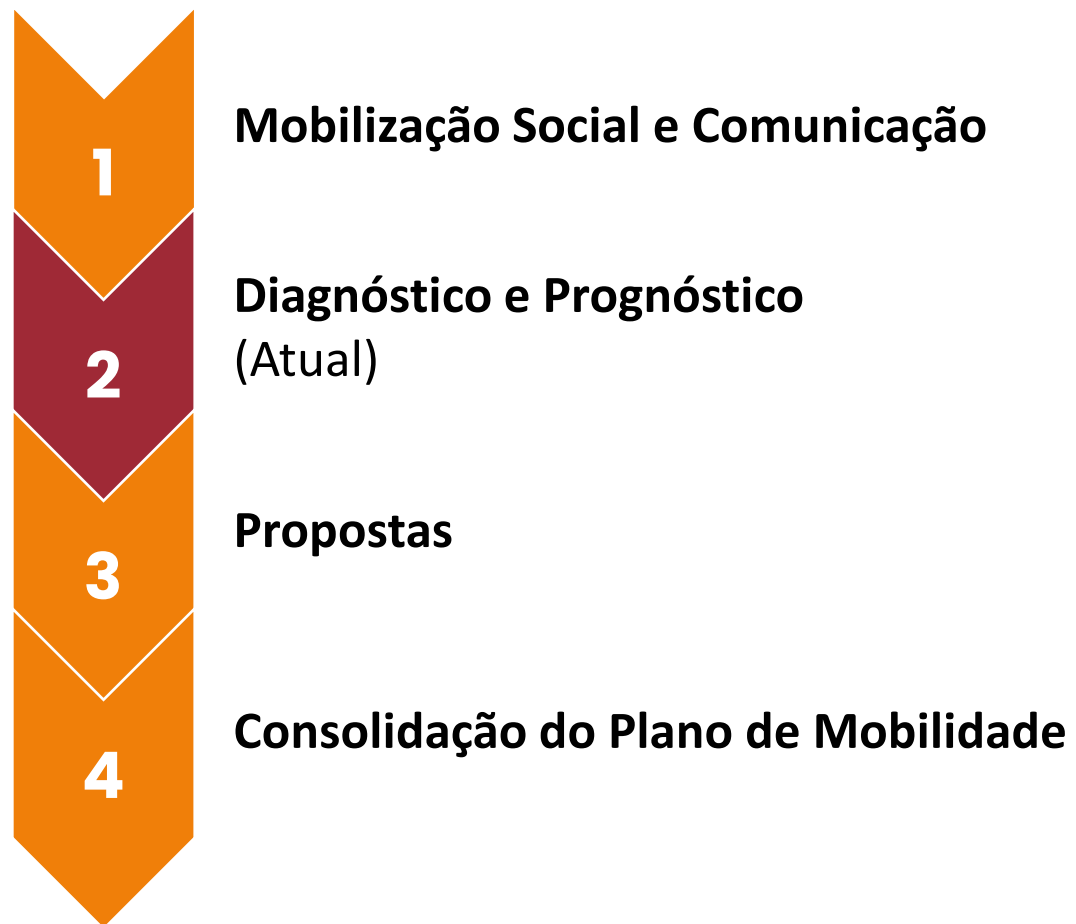 1
Mobilização Social e Comunicação
2
Diagnóstico e Prognóstico
(Atual)
3
Propostas
4
Consolidação do Plano de Mobilidade